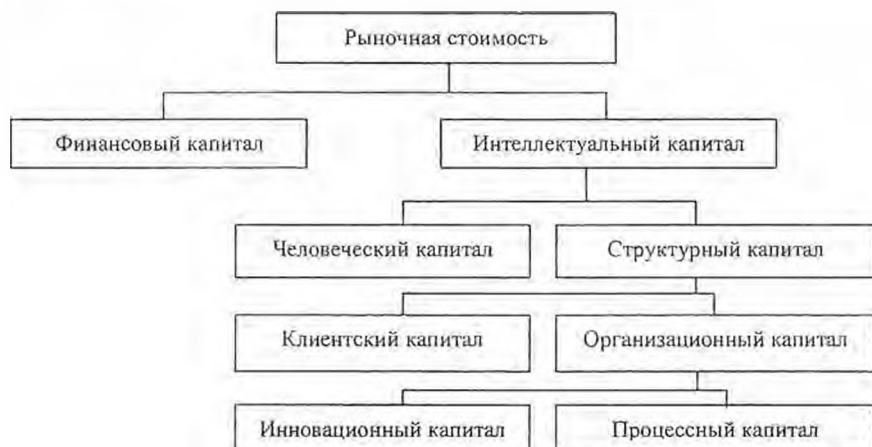 Рыночная стоимость
Финансовый капитал
Интеллектуальный капитал
Человеческий капитал
Структурный капитал
Клиентский капитал
Организационный капитал
Инновационный капитал
Процессный капитал